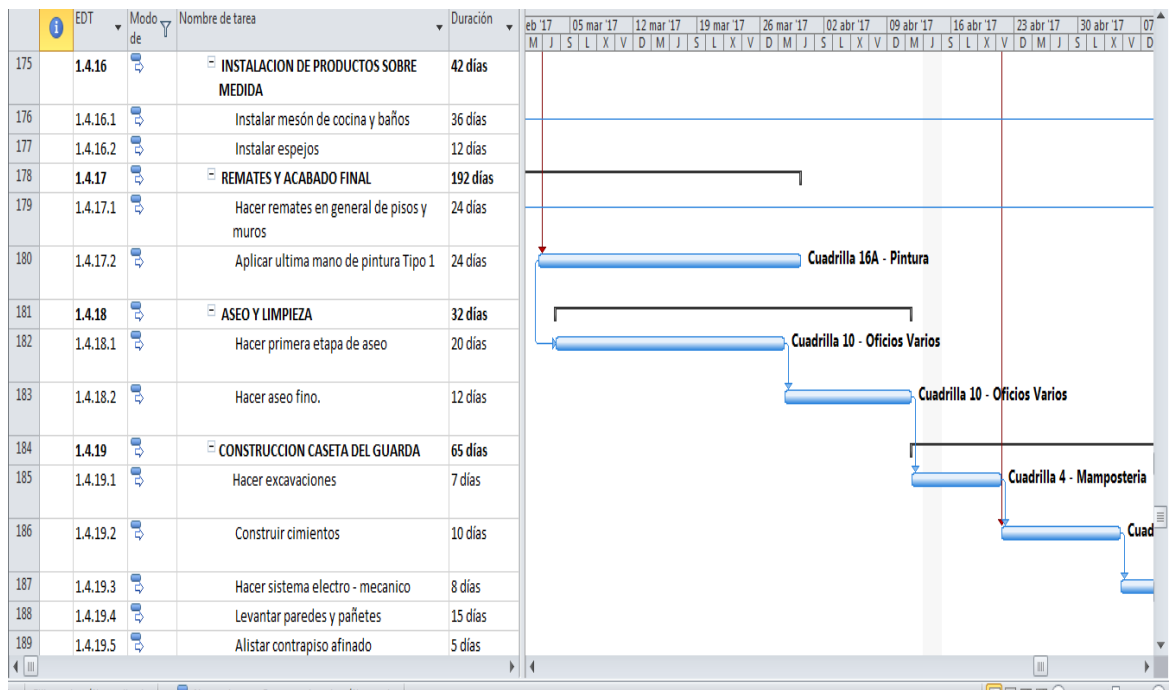 EDT Modo de Nombre de tarea Duración
eb '17 05 mar '17 12 mar '17 19 mar '17 26 mar '17 02 abr '17 09 abr '17 16 abr '17 23 abr '17 30 abr '17 07
M J S L X V D M J S L X V D M J S L X V D M J S L X V D M J S L X V D
175 1.4.16 INSTALACION DE PRODUCTOS SOBRE MEDIDA 42 días
176 1.4.16.1 Instalar mesón de cocina y baños 36 días
177 1.4.16.2 Instalar espejos 12 días
178 1.4.17 REMATES Y ACABADO FINAL 192 días
179 1.4.17.1 Hacer remates en general de pisos y muros 24 días
180 1.4.17.2 Aplicar ultima mano de pintura Tipo 1 24 días Cuadrilla 16A - Pintura
181 1.4.18 ASEO Y LIMPIEZA 32 días
182 1.4.18.1 Hacer primera etapa de aseo 20 días Cuadrilla 10 - Oficios Varios
183 1.4.18.2 Hacer aseo fino. 12 días Cuadrilla 10 - Oficios Varios
184 1.4.19 CONSTRUCCION CASETA DEL GUARDA 65 días
185 1.4.19.1 Hacer excavaciones 7 días Cuadrilla 4 - Mamposteria
186 1.4.19.2 Construir cimientos 10 días Cuad
187 1.4.19.3 Hacer sistema electro - mecanico 8 días
188 1.4.19.4 Levantar paredes y pañetes 15 días
189 1.4.19.5 Alistar contrapiso afinado 5 días